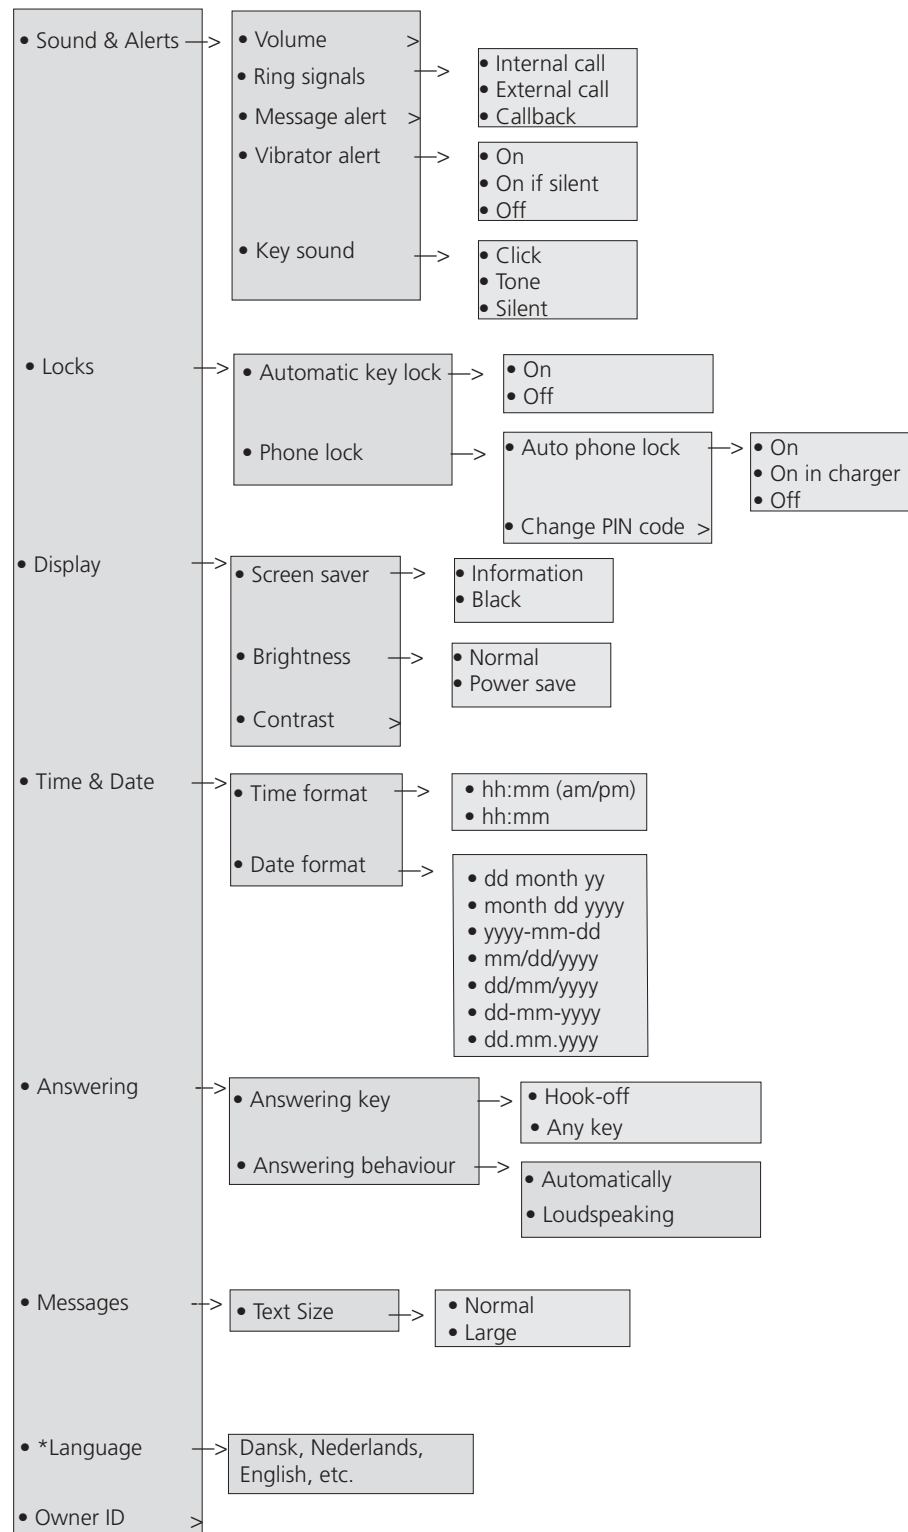 • Sound & Alerts —>
• Volume >
• Ring signals —>
• Internal call
• External call
• Callback
• Message alert >
• Vibrator alert —>
• On
• On if silent
• Off
• Key sound —>
• Click
• Tone
• Silent
• Locks —>
• Automatic key lock —>
• On
• Off
• Phone lock —>
• Auto phone lock —>
• On
• On in charger
• Off
• Change PIN code >
• Display —>
• Screen saver —>
• Information
• Black
• Brightness —>
• Normal
• Power save
• Contrast >
• Time & Date —>
• Time format —>
• hh:mm (am/pm)
• hh:mm
• Date format —>
• dd month yy
• month dd yyyy
• yyyy-mm-dd
• mm/dd/yyyy
• dd/mm/yyyy
• dd-mm-yyyy
• dd.mm.yyyy
• Answering —>
• Answering key —>
• Hook-off
• Any key
• Answering behaviour —>
• Automatically
• Loudspeaking
• Messages —>
• Text Size —>
• Normal
• Large
• *Language —>
Dansk, Nederlands,
English, etc.
• Owner ID >